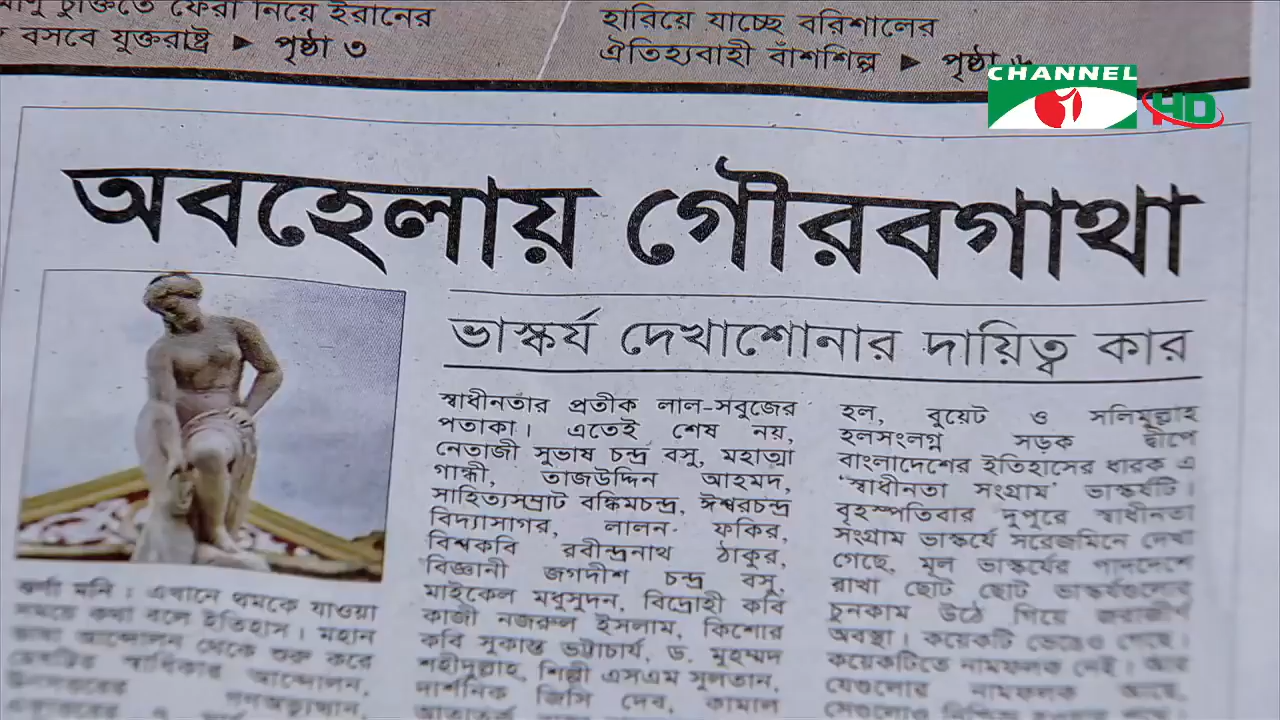 চুক্তিতে ফেরা নিয়ে ইরানের
বসবে যুক্তরাষ্ট্র ▶ পৃষ্ঠা ৩
হারিয়ে যাচ্ছে বরিশালের
ঐতিহ্যবাহী বাঁশশিল্প ▶ পৃষ্ঠা
CHANNEL i HD
অবহেলায় গৌরবগাথা
ভাস্কর্য দেখাশোনার দায়িত্ব কার
এখানে থমকে যাওয়া
সময়ে কথা বলে ইতিহাস। মহান
ভাষা আন্দোলন থেকে শুরু করে
আন্দোলন,
স্বাধীনতার প্রতীক লাল-সবুজের
পতাকা। এতেই শেষ নয়,
নেতাজী সুভাষ চন্দ্র বসু, মহাত্মা
গান্ধী, তাজউদ্দিন আহমদ,
সাহিত্যসম্রাট বঙ্কিমচন্দ্র, ঈশ্বরচন্দ্র
বিদ্যাসাগর, লালন ফকির,
বিশ্বকবি রবীন্দ্রনাথ ঠাকুর,
বিজ্ঞানী জগদীশ চন্দ্র বসু,
মাইকেল মধুসূদন, বিদ্রোহী কবি
কাজী নজরুল ইসলাম, কিশোর
কবি সুকান্ত ভট্টাচার্য, ড. মুহম্মদ
শহীদুল্লাহ, শিল্পী এসএম সুলতান,
দার্শনিক জিসি দেব, কামাল
হল, বুয়েট ও সলিমুল্লাহ
হলসংলগ্ন সড়ক দ্বীপে
বাংলাদেশের ইতিহাসের ধারক এ
'স্বাধীনতা সংগ্রাম' ভাস্কর্যটি।
বৃহস্পতিবার দুপুরে স্বাধীনতা
সংগ্রাম ভাস্কর্যে সরেজমিনে দেখা
গেছে, মূল ভাস্কর্যের পাদদেশে
রাখা ছোট ছোট ভাস্কর্যগুলোর
চুনকাম উঠে গিয়ে জরাজীর্ণ
অবস্থা। কয়েকটি ভেঙেও গেছে।
কয়েকটিতে নামফলক নেই। আর
যেগুলোর নামফলক আছে,